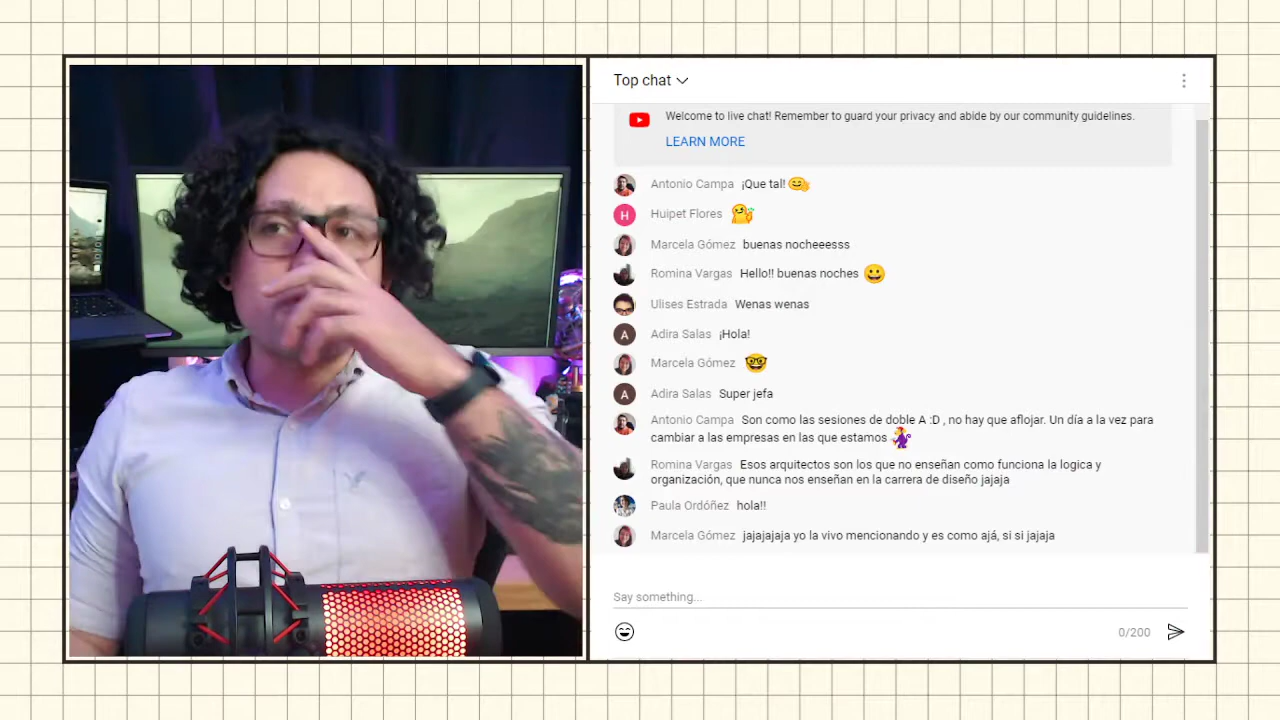 Top chat
Welcome to live chat! Remember to guard your privacy and abide by our community guidelines.
LEARN MORE
Antonio Campa ¡Que tal!
H Huipet Flores
Marcela Gómez buenas nocheeesss
Romina Vargas Hello!! buenas noches
Ulises Estrada Wenas wenas
A Adira Salas ¡Hola!
Marcela Gómez
A Adira Salas Super jefa
Antonio Campa Son como las sesiones de doble A :D , no hay que aflojar. Un día a la vez para
cambiar a las empresas en las que estamos
Romina Vargas Esos arquitectos son los que no enseñan como funciona la logica y
organización, que nunca nos enseñan en la carrera de diseño jajaja
Paula Ordóñez hola!!
Marcela Gómez jajajajaja yo la vivo mencionando y es como ajá, si si jajaja
Say something...
0/200